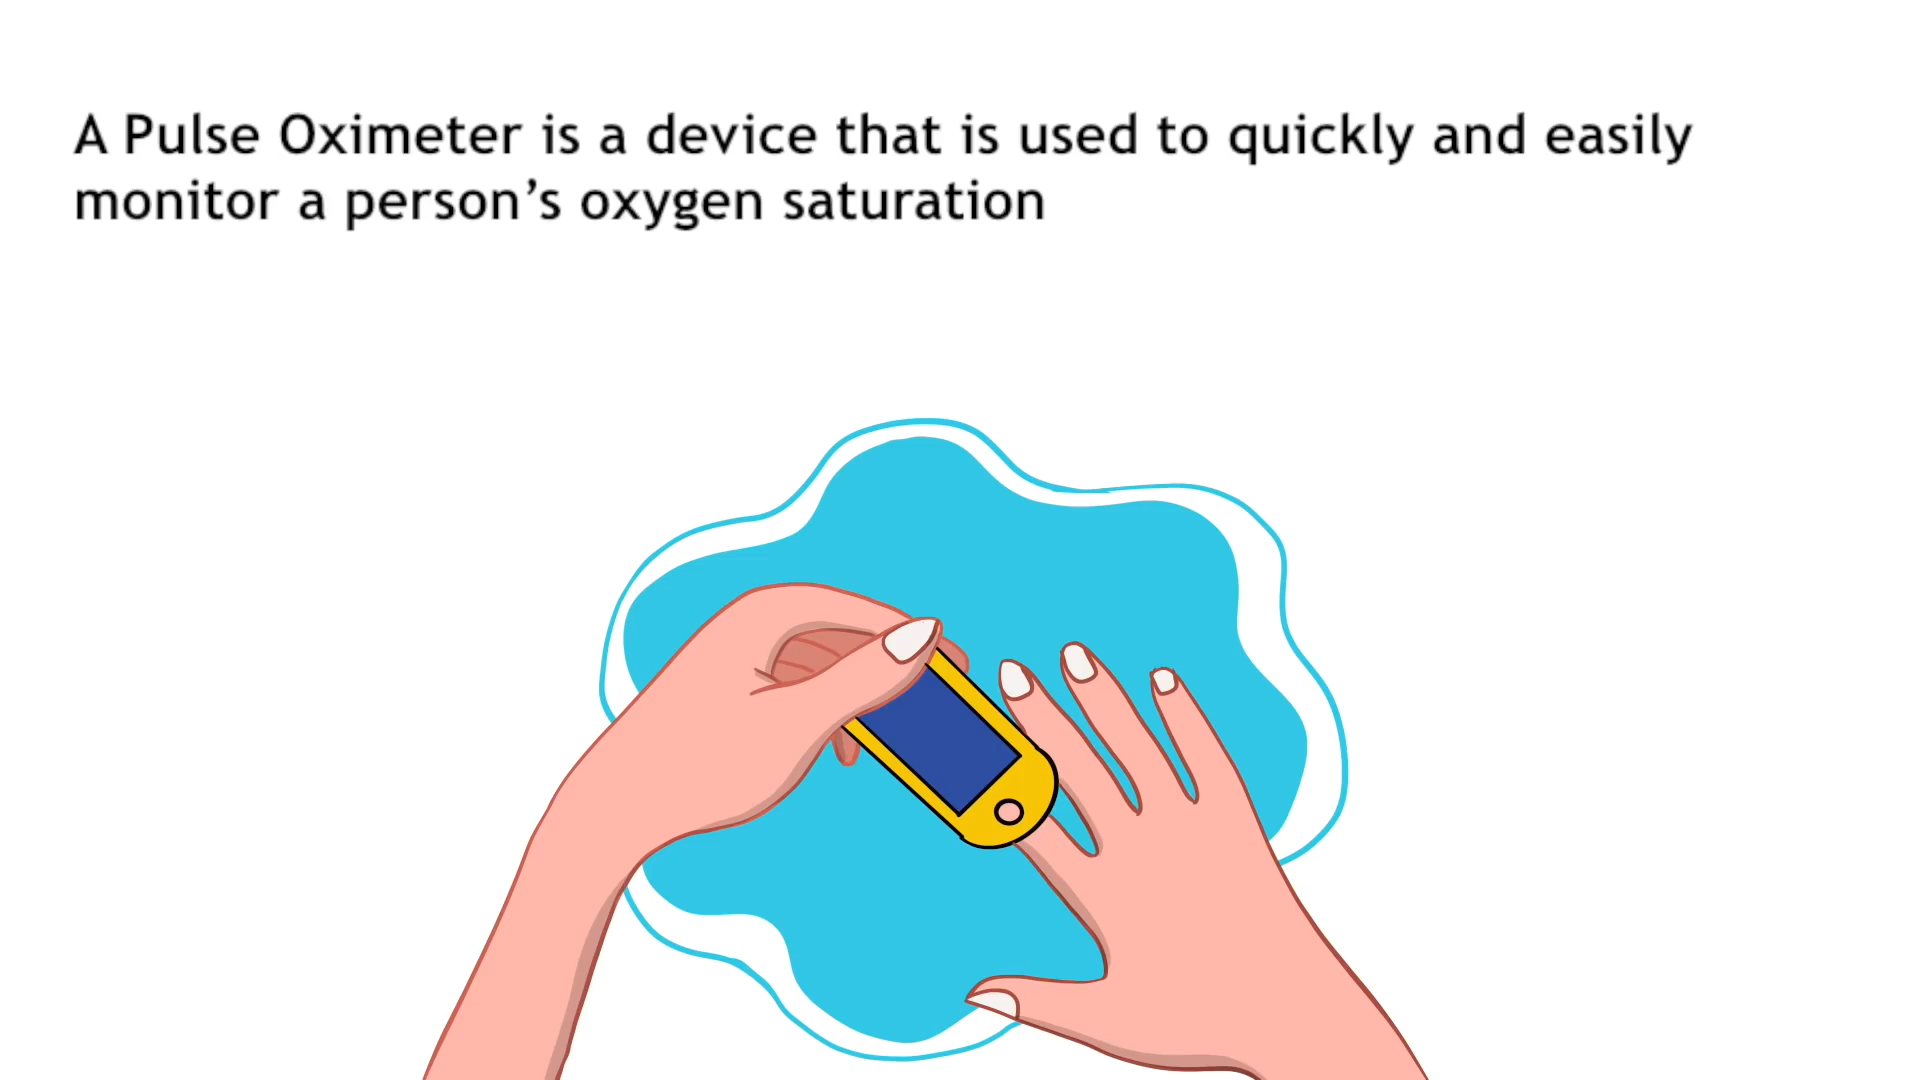 A Pulse Oximeter is a device that is used to quickly and easily
monitor a person’s oxygen saturation